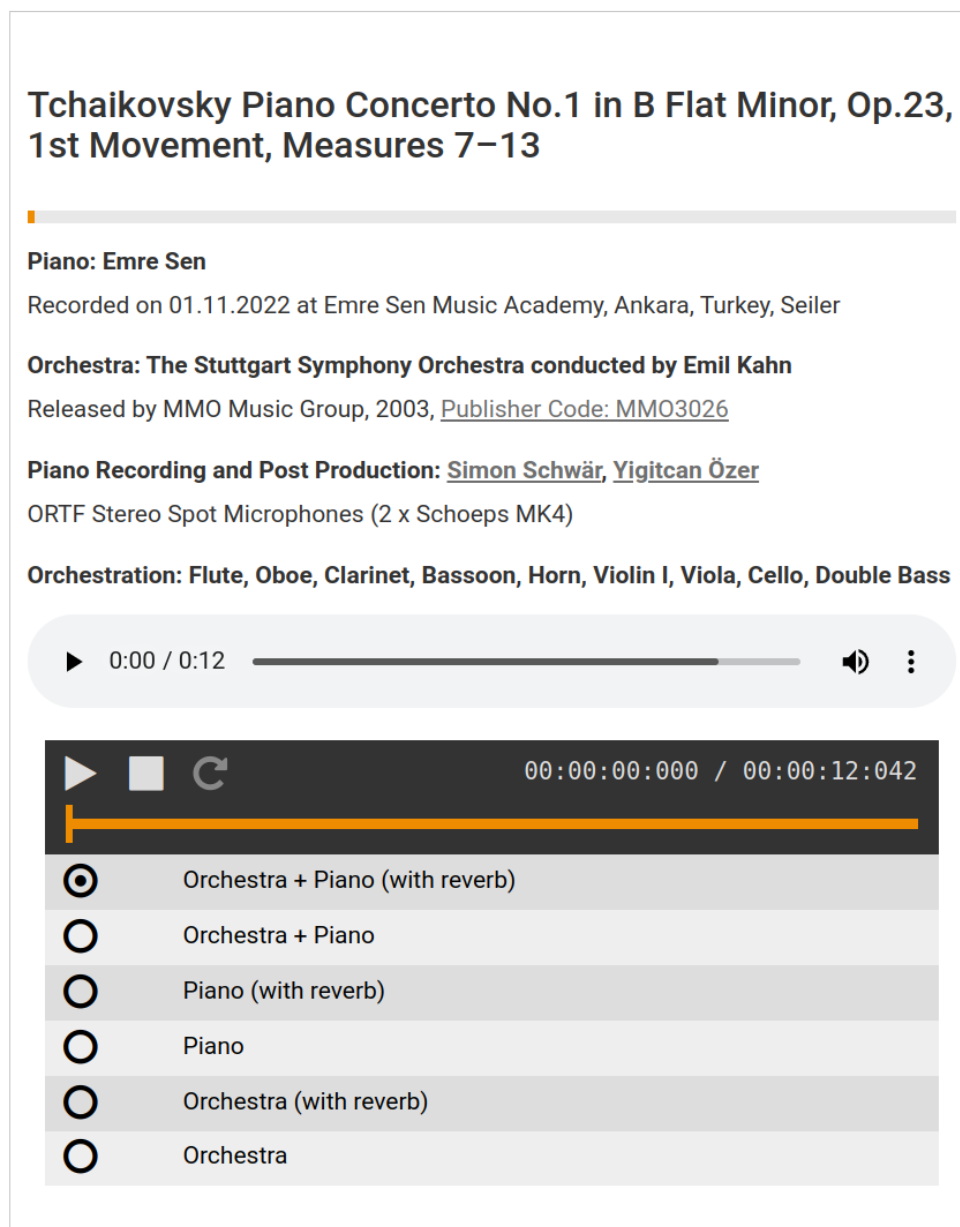 Tchaikovsky Piano Concerto No.1 in B Flat Minor, Op.23,
1st Movement, Measures 7–13
Piano: Emre Sen
Recorded on 01.11.2022 at Emre Sen Music Academy, Ankara, Turkey, Seiler
Orchestra: The Stuttgart Symphony Orchestra conducted by Emil Kahn
Released by MMO Music Group, 2003, Publisher Code: MMO3026
Piano Recording and Post Production: Simon Schwär, Yigitcan Özer
ORTF Stereo Spot Microphones (2 x Schoeps MK4)
Orchestration: Flute, Oboe, Clarinet, Bassoon, Horn, Violin I, Viola, Cello, Double Bass
0:00 / 0:12
00:00:00:000 / 00:00:12:042
Orchestra + Piano (with reverb)
Orchestra + Piano
Piano (with reverb)
Piano
Orchestra (with reverb)
Orchestra